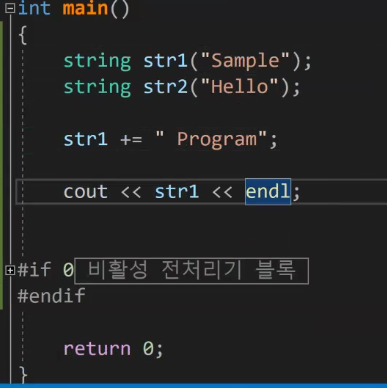 int main()
{
string str1("Sample");
string str2("Hello");
str1 += " Program";
cout << str1 << endl;
#if 0 비활성 전처리기 블록
#endif
return 0;
}